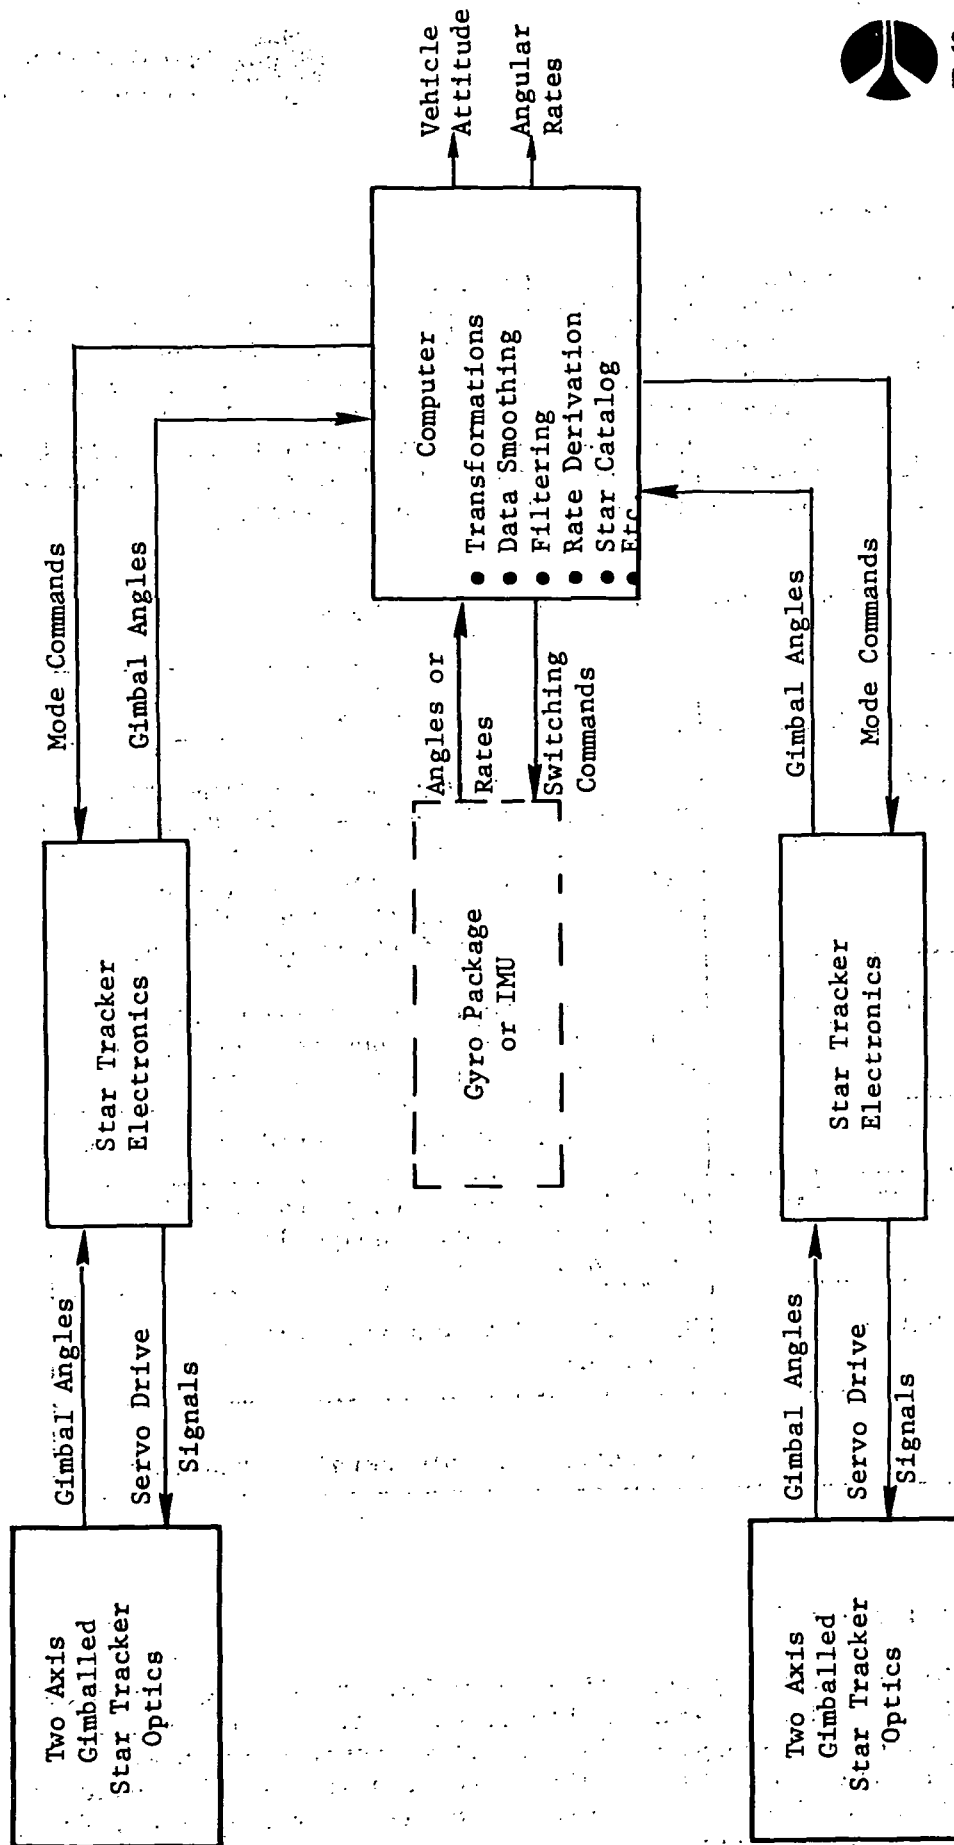 Two Axis
Gimballed
Star Tracker
Optics
Gimbal Angles
Servo Drive
Signals
Star Tracker
Electronics
Mode Commands
Gimbal Angles
Gyro Package
or IMU
Angles or
Rates
Switching
Commands
Computer
• Transformations
• Data Smoothing
• Filtering
• Rate Derivation
• Star Catalog
• Etc
Vehicle
Attitude
Angular
Rates
Two Axis
Gimballed
Star Tracker
Optics
Gimbal Angles
Servo Drive
Signals
Star Tracker
Electronics
Gimbal Angles
Mode Commands